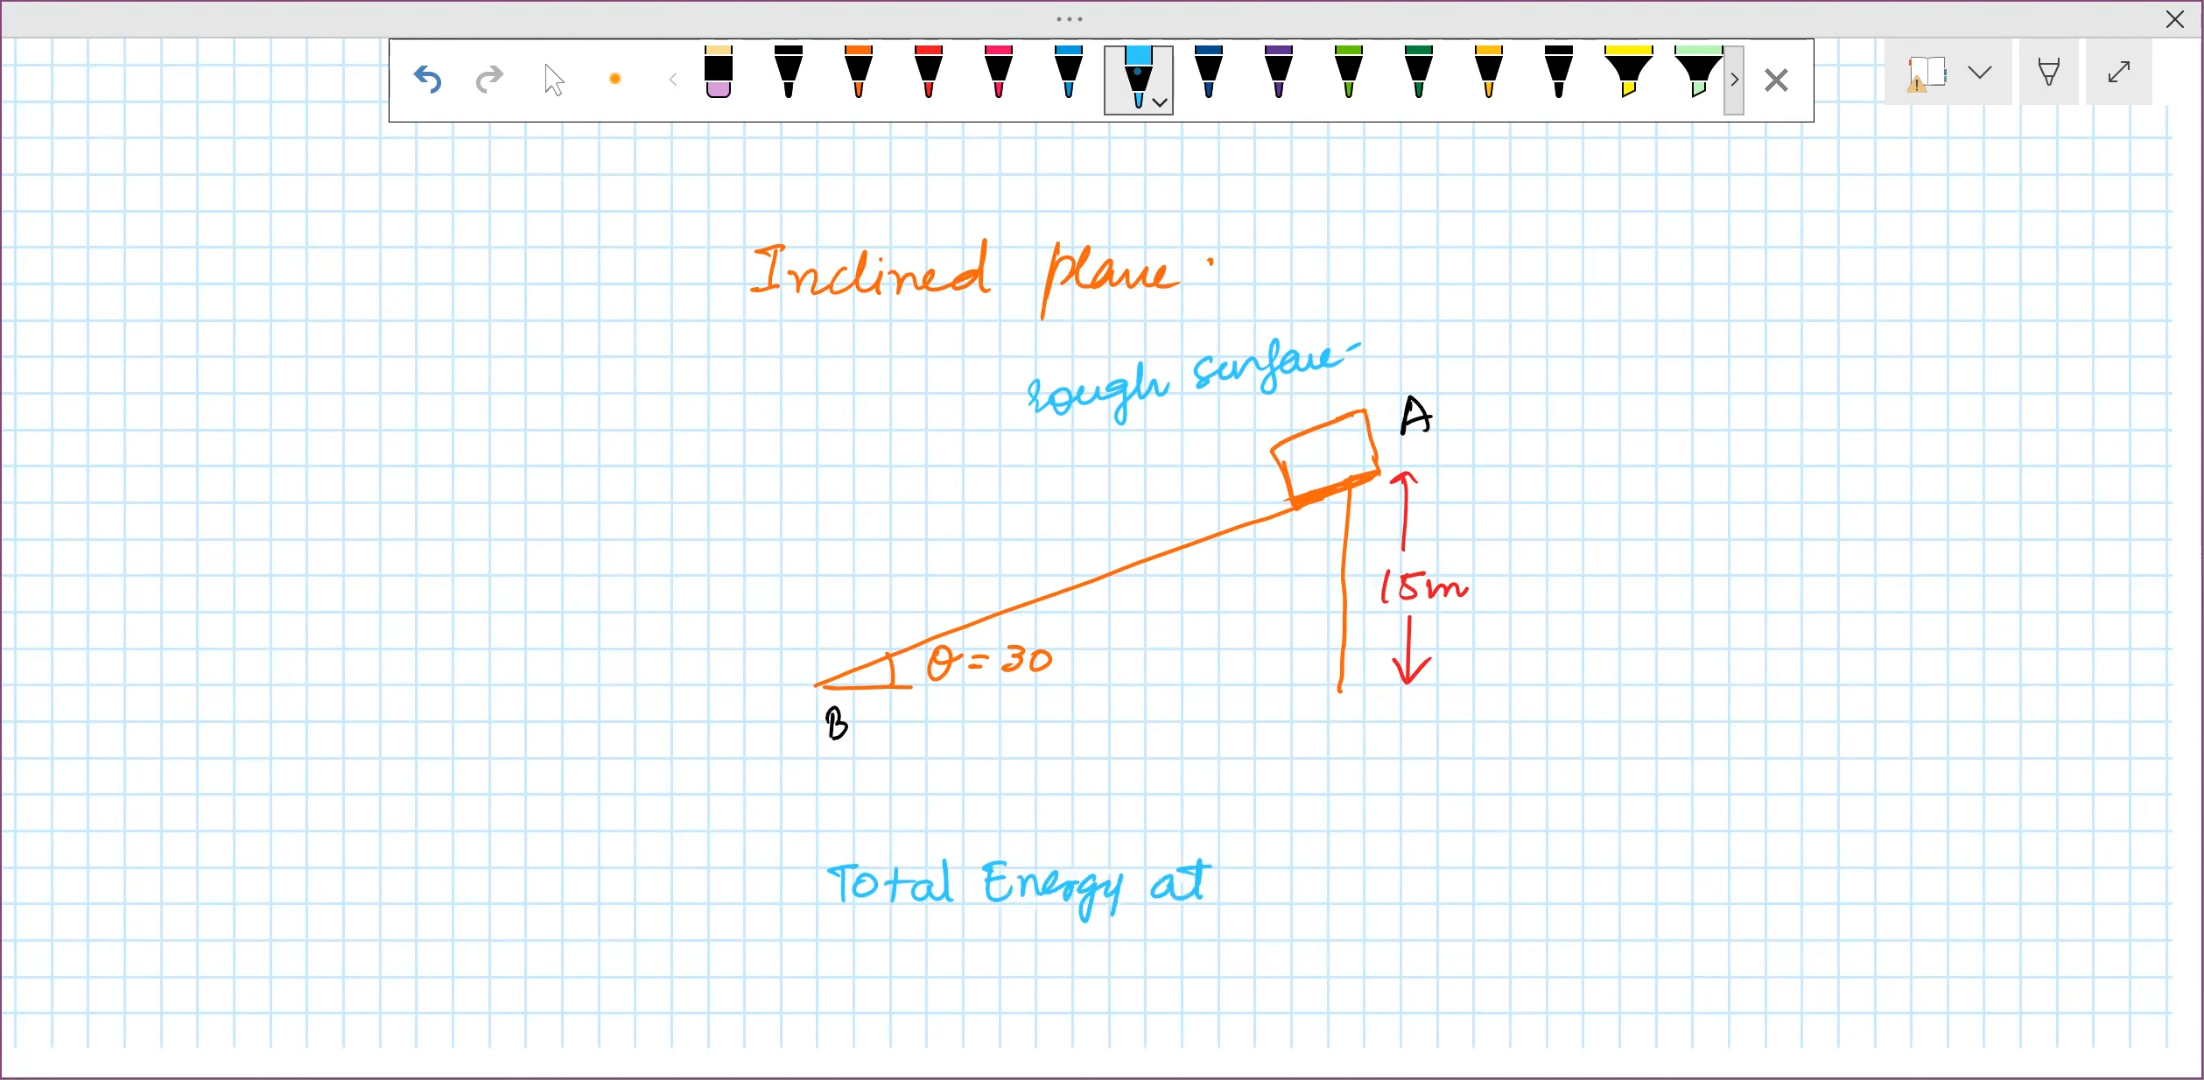 Inclined plane.
rough surface
A
15m
θ = 30
B
Total Energy at